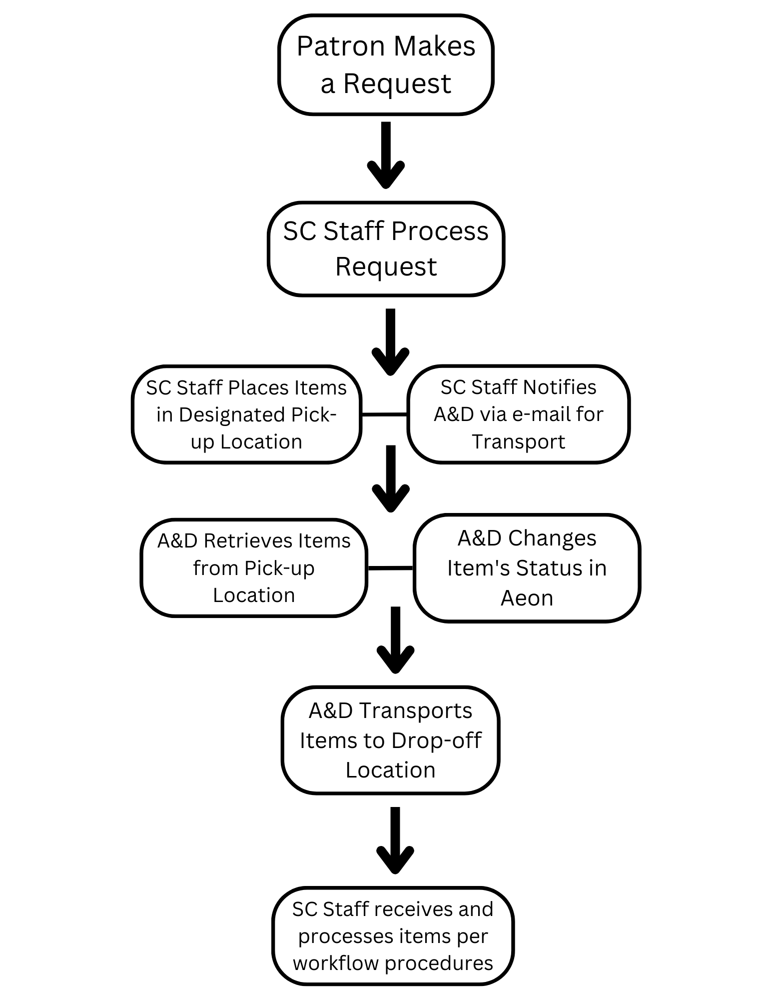 Patron Makes
a Request
SC Staff Process
Request
SC Staff Places Items
in Designated Pick-
up Location
SC Staff Notifies
A&D via e-mail for
Transport
A&D Retrieves Items
from Pick-up
Location
A&D Changes
Item's Status in
Aeon
A&D Transports
Items to Drop-off
Location
SC Staff receives and
processes items per
workflow procedures